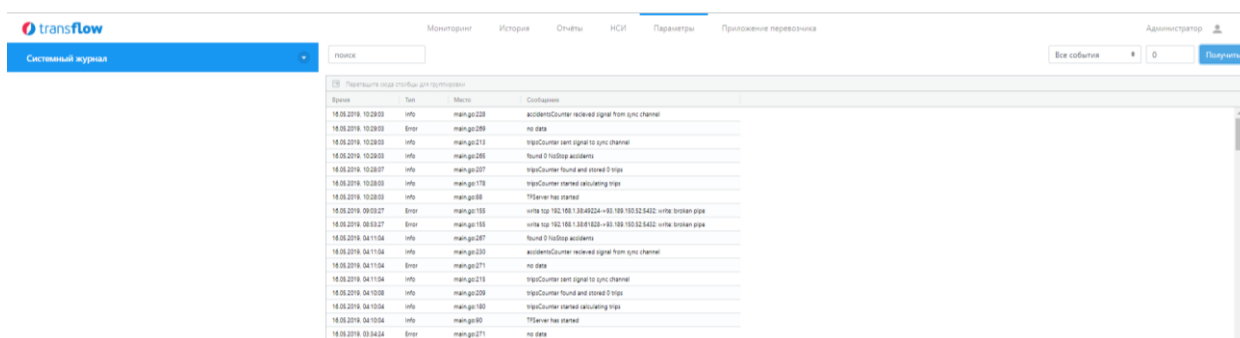 transflow
Мониторинг История Отчёты НСИ Параметры Приложение перевозчика Администратор
Системный журнал поиск Все события 0 Получить
Перетащите сюда столбцы для группировки
Время Тип Место Сообщение
16.05.2019, 10:29:03 Info main.go:228 accidentsCounter recieved signal from sync channel
16.05.2019, 10:29:03 Error main.go:269 no data
16.05.2019, 10:29:03 Info main.go:213 tripsCounter sent signal to sync channel
16.05.2019, 10:29:03 Info main.go:265 found 0 NoStop accidents
16.05.2019, 10:28:07 Info main.go:207 tripsCounter found and stored 0 trips
16.05.2019, 10:28:03 Info main.go:178 tripsCounter started calculating trips
16.05.2019, 10:28:03 Info main.go:88 TFServer has started
16.05.2019, 09:03:27 Error main.go:155 write tcp 192.168.1.38:49224->93.189.150.52:5432: write: broken pipe
16.05.2019, 08:53:27 Error main.go:155 write tcp 192.168.1.38:61828->93.189.150.52:5432: write: broken pipe
16.05.2019, 04:11:04 Info main.go:267 found 0 NoStop accidents
16.05.2019, 04:11:04 Info main.go:230 accidentsCounter recieved signal from sync channel
16.05.2019, 04:11:04 Error main.go:271 no data
16.05.2019, 04:11:04 Info main.go:215 tripsCounter sent signal to sync channel
16.05.2019, 04:10:08 Info main.go:209 tripsCounter found and stored 0 trips
16.05.2019, 04:10:04 Info main.go:180 tripsCounter started calculating trips
16.05.2019, 04:10:04 Info main.go:90 TFServer has started
16.05.2019, 03:54:24 Error main.go:271 no data